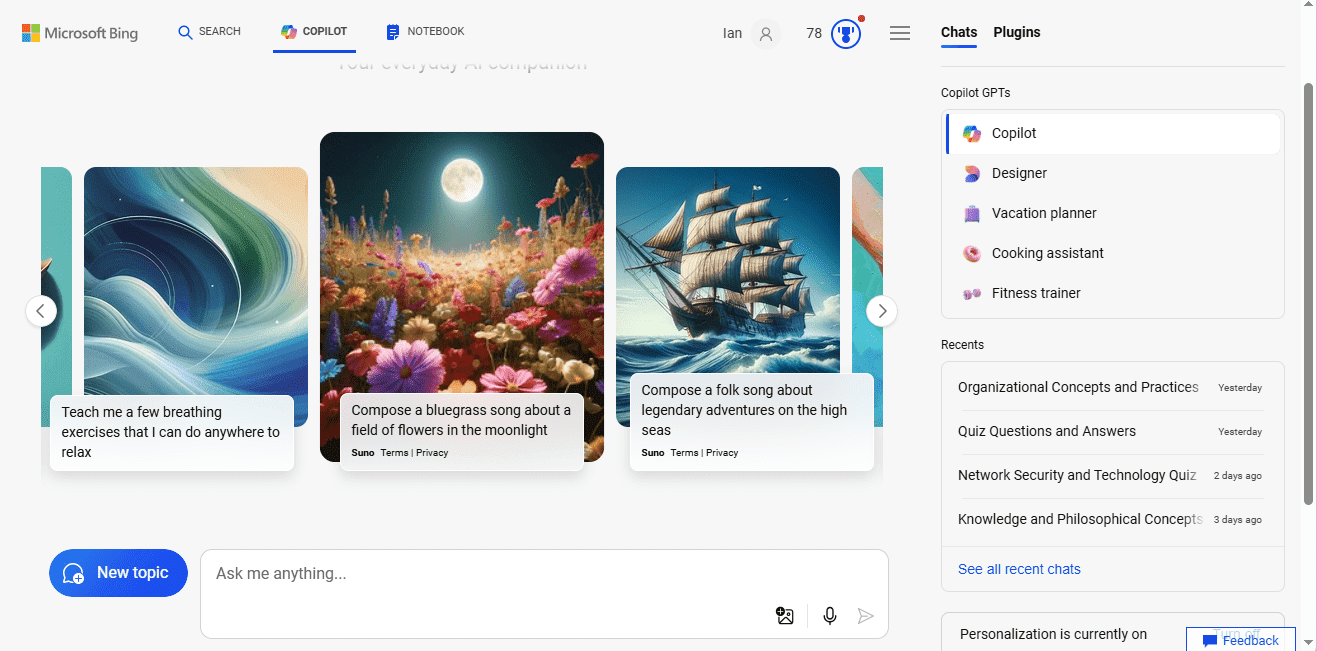 Microsoft Bing
SEARCH
COPILOT
NOTEBOOK
Ian
78
Your everyday AI companion
Teach me a few breathing
exercises that I can do anywhere to
relax
Compose a bluegrass song about a
field of flowers in the moonlight
Suno Terms | Privacy
Compose a folk song about
legendary adventures on the high
seas
Suno Terms | Privacy
New topic
Ask me anything...
Chats Plugins
Copilot GPTs
Copilot
Designer
Vacation planner
Cooking assistant
Fitness trainer
Recents
Organizational Concepts and Practices Yesterday
Quiz Questions and Answers Yesterday
Network Security and Technology Quiz 2 days ago
Knowledge and Philosophical Concepts 3 days ago
See all recent chats
Personalization is currently on Turn off
Feedback